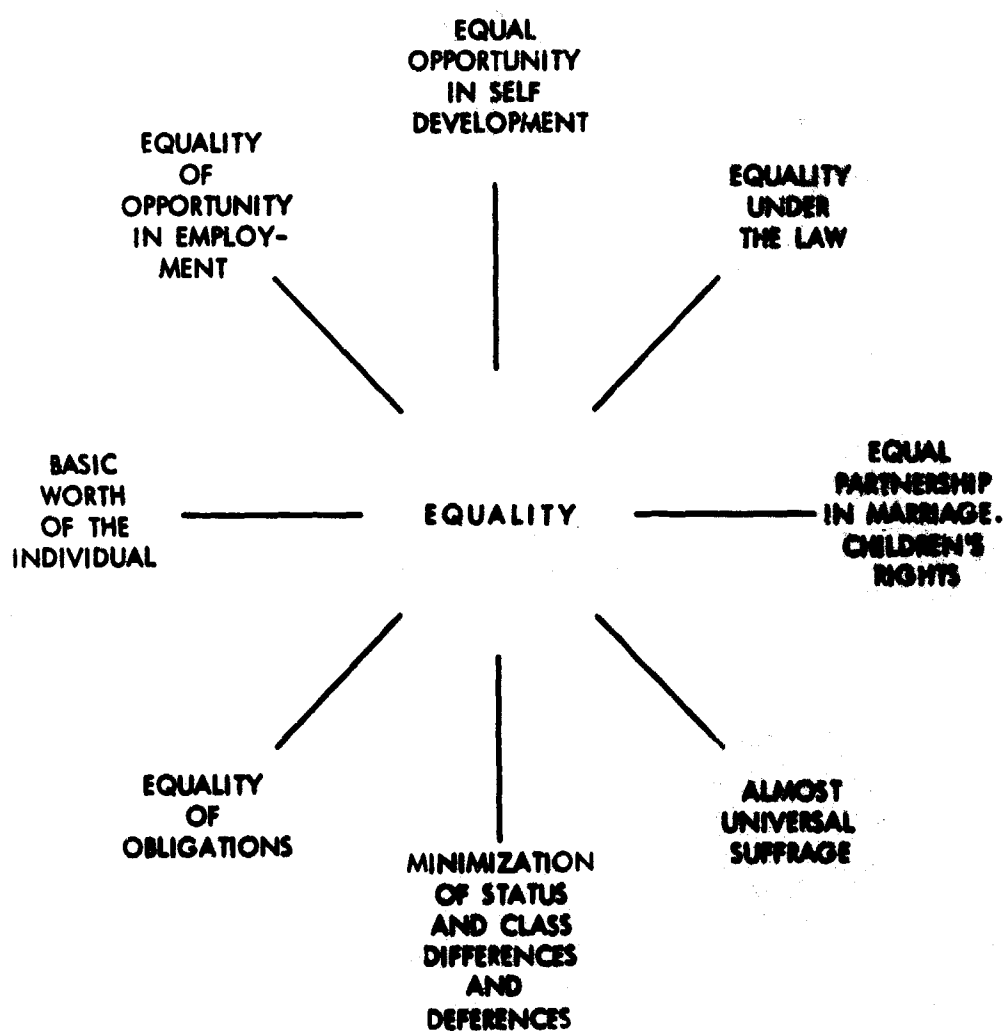 EQUAL
OPPORTUNITY
IN SELF
DEVELOPMENT
EQUALITY
OF
OPPORTUNITY
IN EMPLOY-
MENT
EQUALITY
UNDER
THE LAW
BASIC
WORTH
OF THE
INDIVIDUAL
EQUALITY
EQUAL
PARTNERSHIP
IN MARRIAGE.
CHILDREN'S
RIGHTS
EQUALITY
OF
OBLIGATIONS
MINIMIZATION
OF STATUS
AND CLASS
DIFFERENCES
AND
DEFERENCES
ALMOST
UNIVERSAL
SUFFRAGE